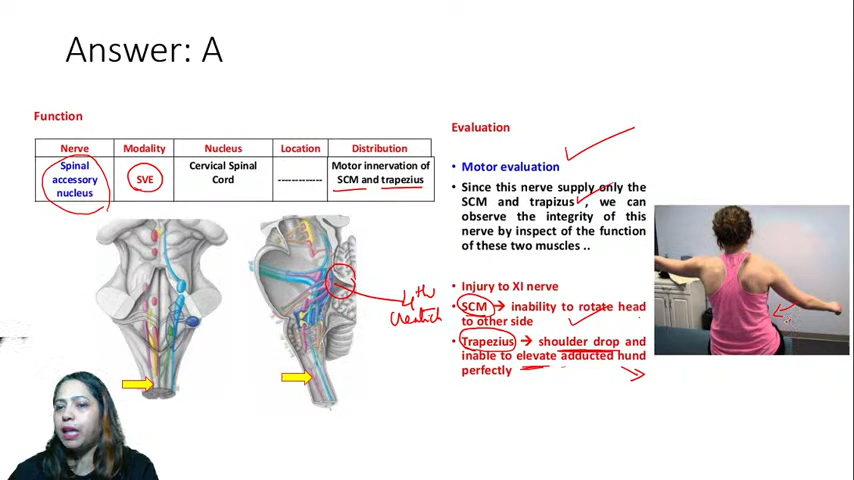 Answer: A
Function
Nerve Modality Nucleus Location Distribution
Spinal accessory nucleus SVE Cervical Spinal Cord ----------- Motor innervation of SCM and trapezius
Evaluation
• Motor evaluation
• Since this nerve supply only the
SCM and trapizus , we can
observe the integrity of this
nerve by inspect of the function
of these two muscles ..
• Injury to XI nerve
• SCM → inability to rotate head
to other side
• Trapezius → shoulder drop and
inable to elevate adducted hund
perfectly
4th